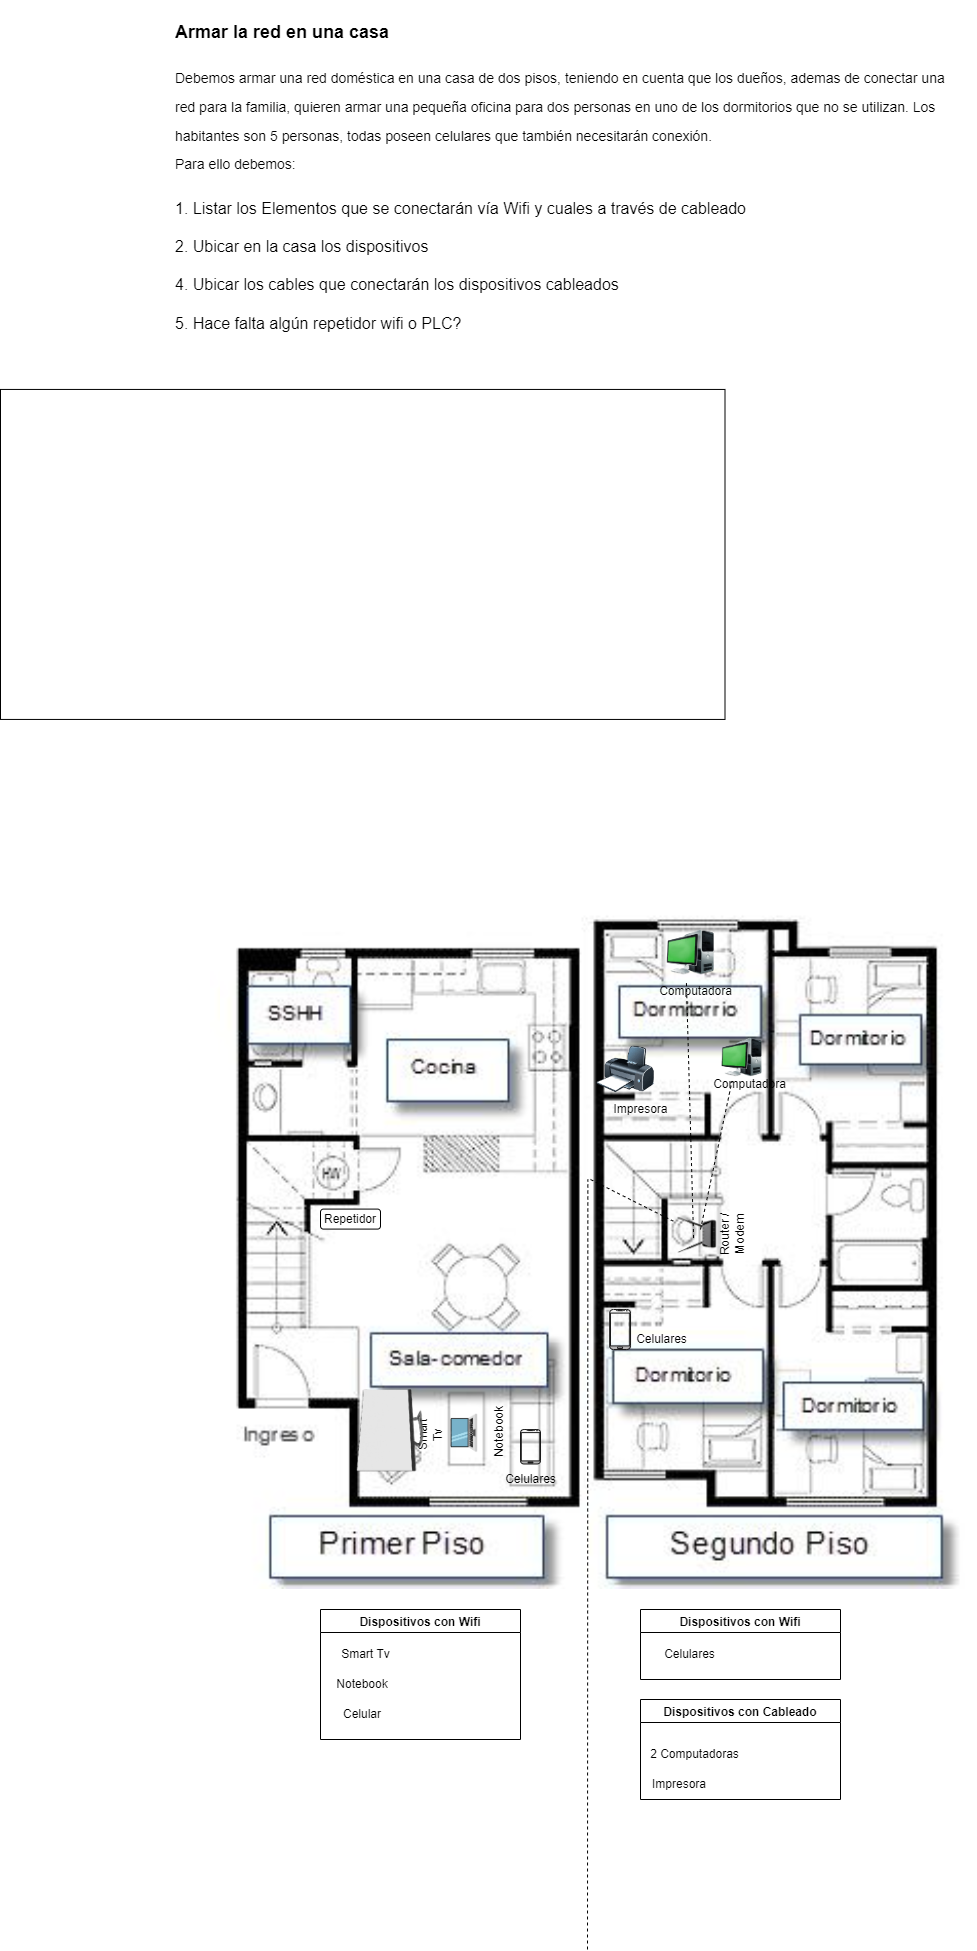 Armar la red en una casa
Debemos armar una red doméstica en una casa de dos pisos, teniendo en cuenta que los dueños, ademas de conectar una
red para la familia, quieren armar una pequeña oficina para dos personas en uno de los dormitorios que no se utilizan. Los
habitantes son 5 personas, todas poseen celulares que también necesitarán conexión.
Para ello debemos:
1. Listar los Elementos que se conectarán vía Wifi y cuales a través de cableado
2. Ubicar en la casa los dispositivos
4. Ubicar los cables que conectarán los dispositivos cableados
5. Hace falta algún repetidor wifi o PLC?
SSHH
Cocina
HW
Repetidor
Sala-comedor
Ingreso
Smart
Tv
Notebook
Celulares
Primer Piso
Computadora
Dormitorrio
Dormitorio
Computadora
Impresora
Router /
Modem
Celulares
Dormitorio
Dormitorio
Segundo Piso
Dispositivos con Wifi
Smart Tv
Notebook
Celular
Dispositivos con Wifi
Celulares
Dispositivos con Cableado
2 Computadoras
Impresora